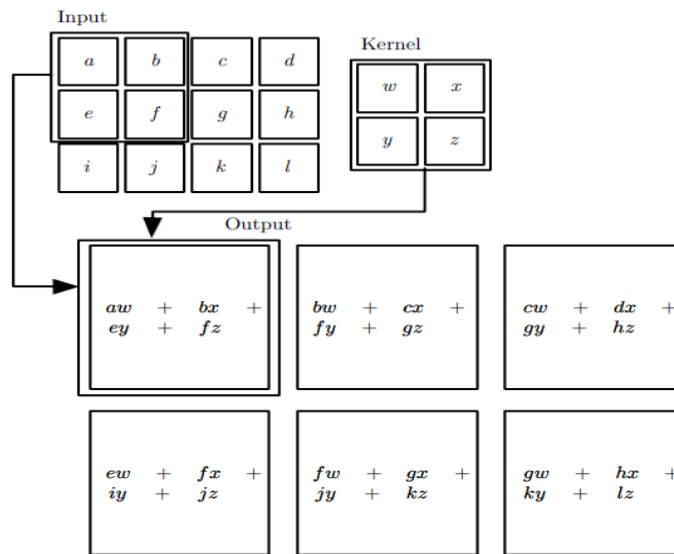 Input
Kernel
a b c d
w x
e f g h
y z
i j k l
Output
aw + bx + bw + cx + cw + dx +
ey + fz fy + gz gy + hz
ew + fx + fw + gx + gw + hx +
iy + jz jy + kz ky + lz